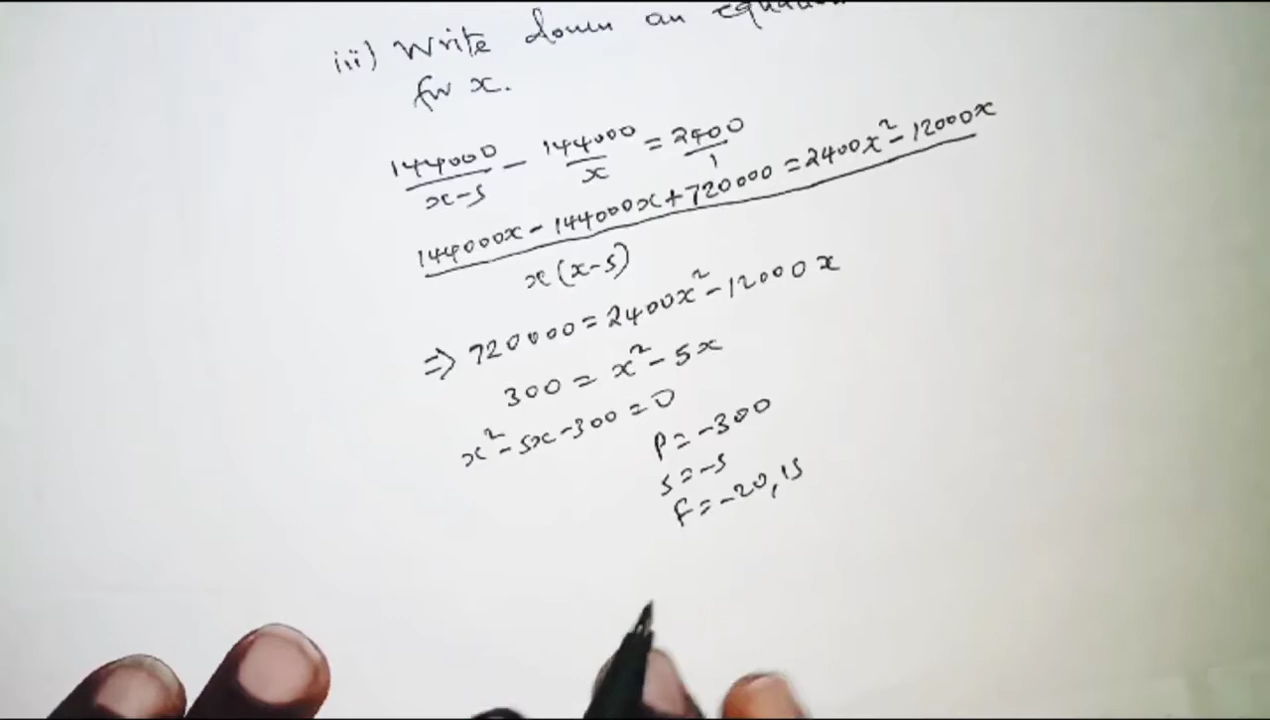 iii) Write down an equation
for x.
144000/x-5 - 144000/x = 2400/1
144000x - 144000x + 720000 = 2400x² - 12000x
x(x-5)
⇒ 720000 = 2400x² - 12000x
300 = x² - 5x
x² - 5x - 300 = 0
P = -300
S = -5
F = -20, 15